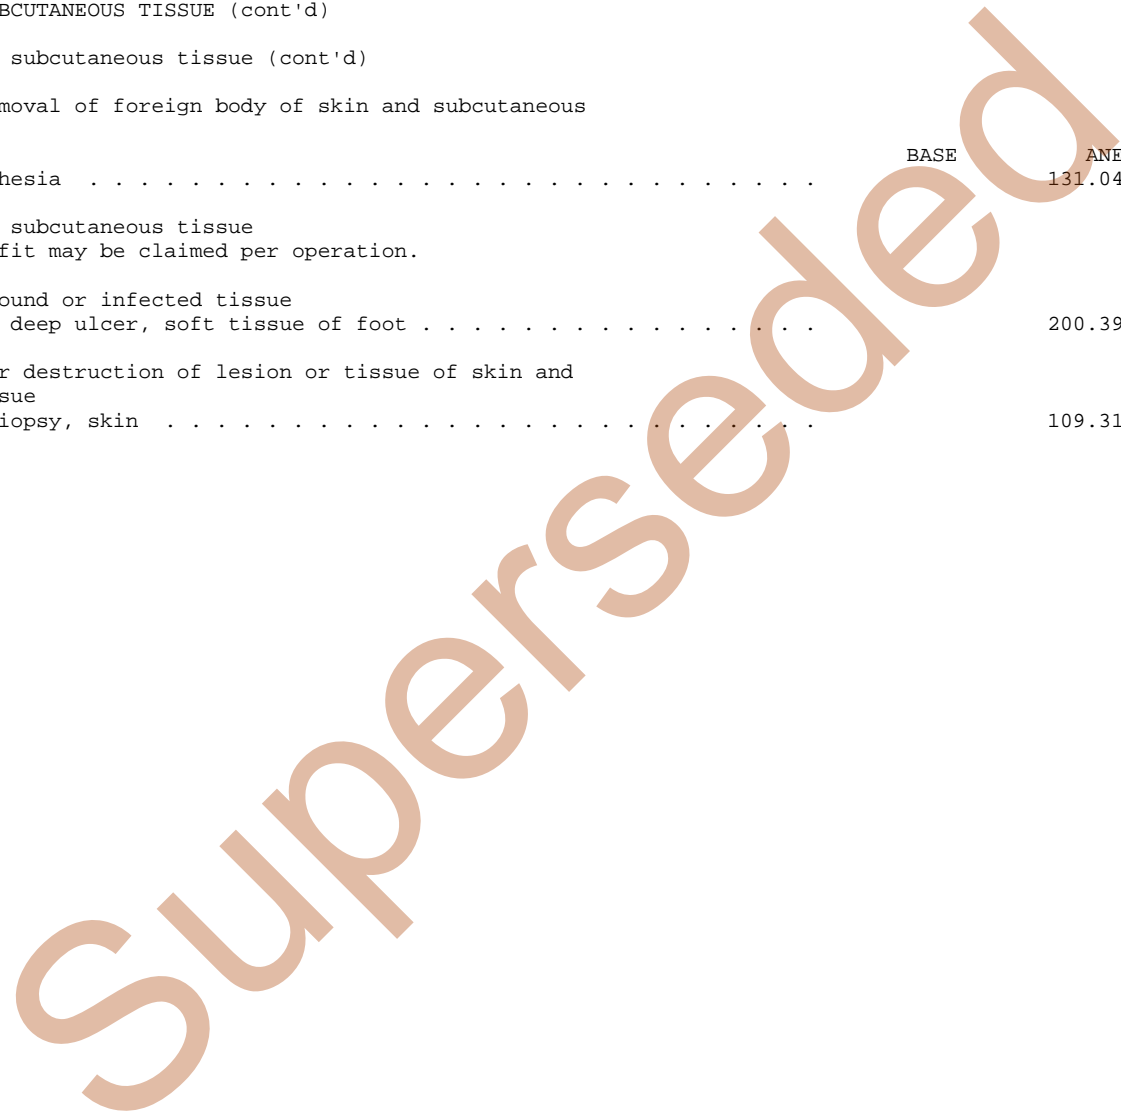 BCUTANEOUS TISSUE (cont'd)
subcutaneous tissue (cont'd)
moval of foreign body of skin and subcutaneous
BASE ANE
hesia . . . . . . . . . . . . . . . . . . . . . . . . . . . . . 131.04
subcutaneous tissue
fit may be claimed per operation.
ound or infected tissue
deep ulcer, soft tissue of foot . . . . . . . . . . . . . . . . 200.39
r destruction of lesion or tissue of skin and
sue
iopsy, skin . . . . . . . . . . . . . . . . . . . . . . . . . . 109.31
Superseded